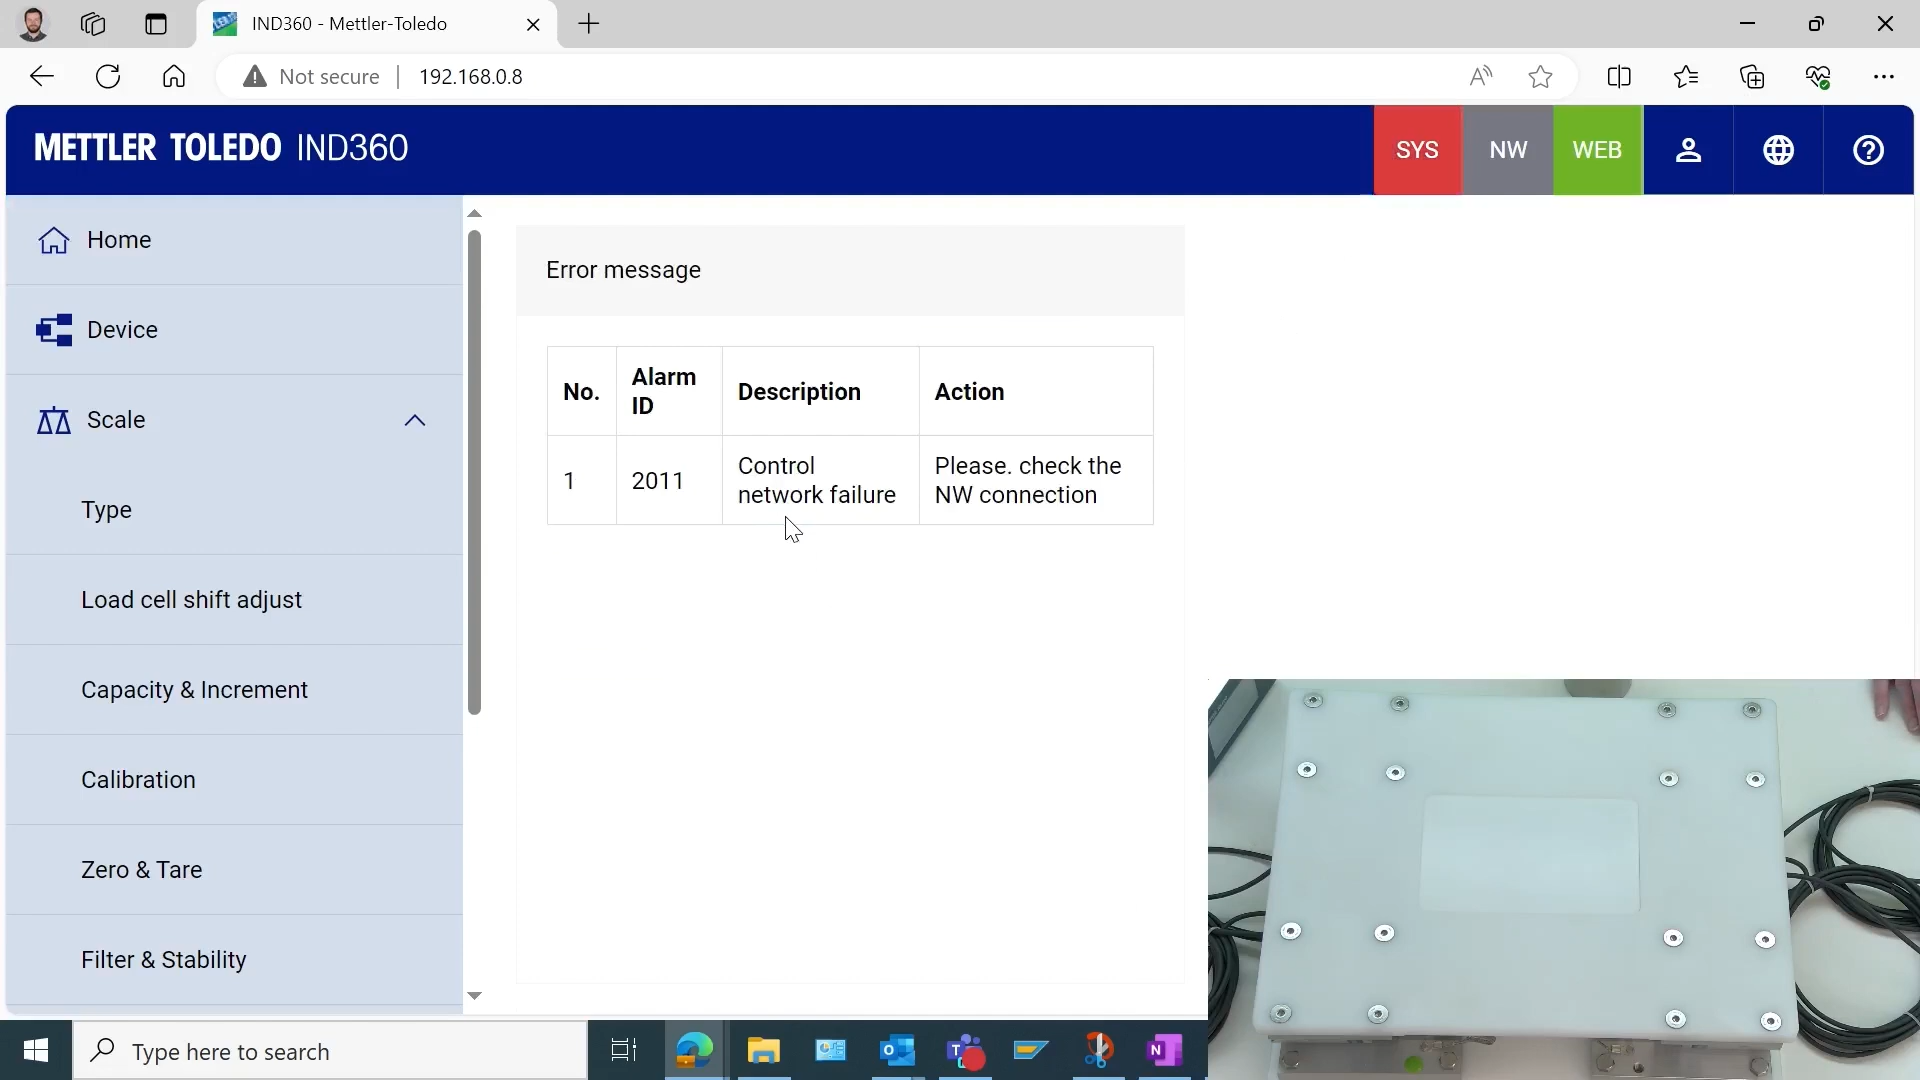 IND360 - Mettler-Toledo
Not secure
192.168.0.8
METTLER TOLEDO IND360
SYS
NW
WEB
Home
Device
Scale
Type
Load cell shift adjust
Capacity & Increment
Calibration
Zero & Tare
Filter & Stability
Error message
No.
Alarm
ID
Description
Action
1
2011
Control
network failure
Please. check the
NW connection
Type here to search